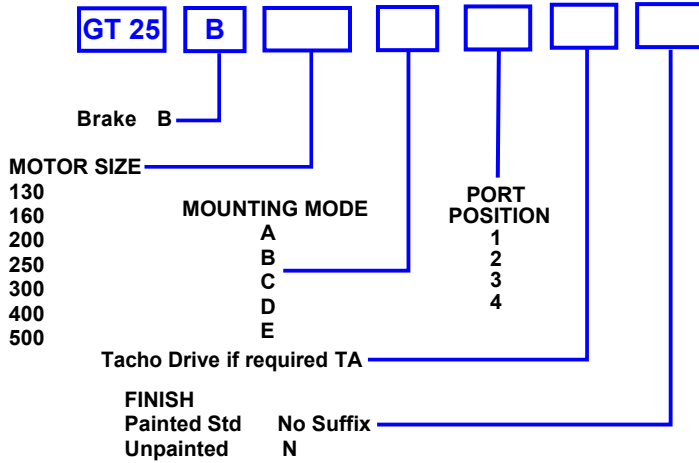 GT 25 B
Brake B
MOTOR SIZE
130
160
200
250
300
400
500
MOUNTING MODE
A
B
C
D
E
PORT
POSITION
1
2
3
4
Tacho Drive if required TA
FINISH
Painted Std No Suffix
Unpainted N